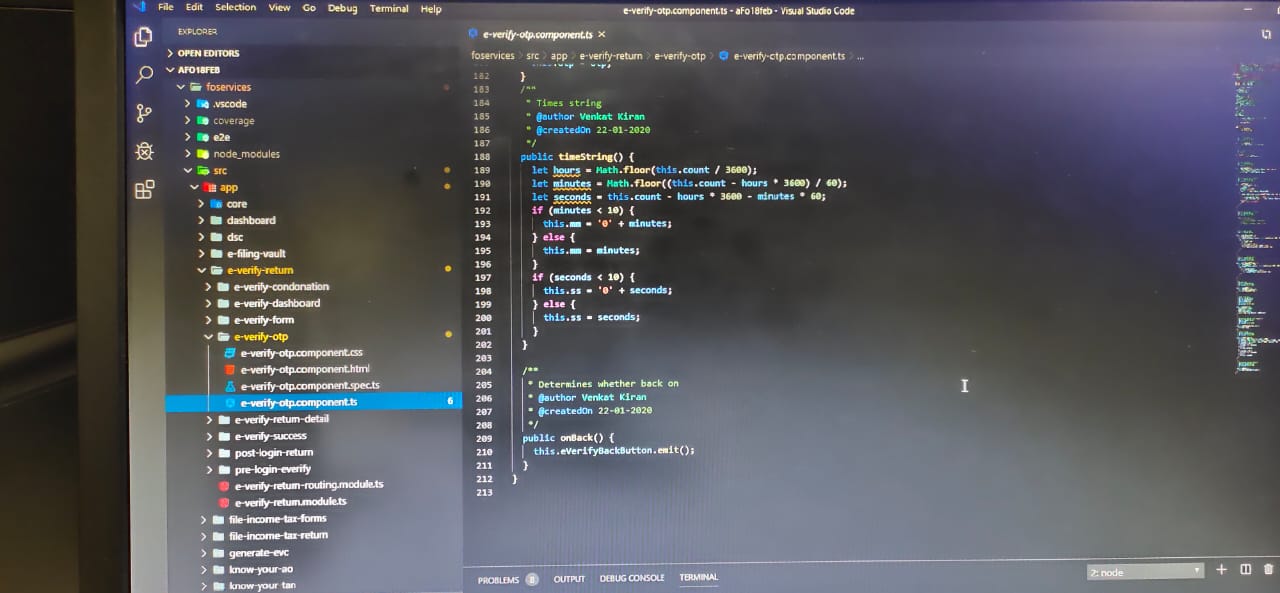 File Edit Selection View Go Debug Terminal Help
e-verify-otp.component.ts - aFo18feb - Visual Studio Code
EXPLORER
OPEN EDITORS
AFO18FEB
foservices
.vscode
coverage
e2e
node_modules
src
app
core
dashboard
dsc
e-filing-vault
e-verify-return
e-verify-condonation
e-verify-dashboard
e-verify-form
e-verify-otp
e-verify-otp.component.css
e-verify-otp.component.html
e-verify-otp.component.spec.ts
e-verify-otp.component.ts 6
e-verify-return-detail
e-verify-success
post-login-return
pre-login-everify
e-verify-return-routing.module.ts
e-verify-return.module.ts
file-income-tax-forms
file-income-tax-return
generate-evc
know-your-ao
know-your tan
e-verify-otp.component.ts ×
foservices > src > app > e-verify-return > e-verify-otp > e-verify-otp.component.ts > ...
182 }
183 /**
184 * Times string
185 * @author Venkat Kiran
186 * @createdOn 22-01-2020
187 */
188 public timeString() {
189 let hours = Math.floor(this.count / 3600);
190 let minutes = Math.floor((this.count - hours * 3600) / 60);
191 let seconds = this.count - hours * 3600 - minutes * 60;
192 if (minutes < 10) {
193 this.mm = '0' + minutes;
194 } else {
195 this.mm = minutes;
196 }
197 if (seconds < 10) {
198 this.ss = '0' + seconds;
199 } else {
200 this.ss = seconds;
201 }
202 }
203
204 /**
205 * Determines whether back on
206 * @author Venkat Kiran
207 * @createdOn 22-01-2020
208 */
209 public onBack() {
210 this.eVerifyBackButton.emit();
211 }
212 }
213
PROBLEMS 8 OUTPUT DEBUG CONSOLE TERMINAL
2: node